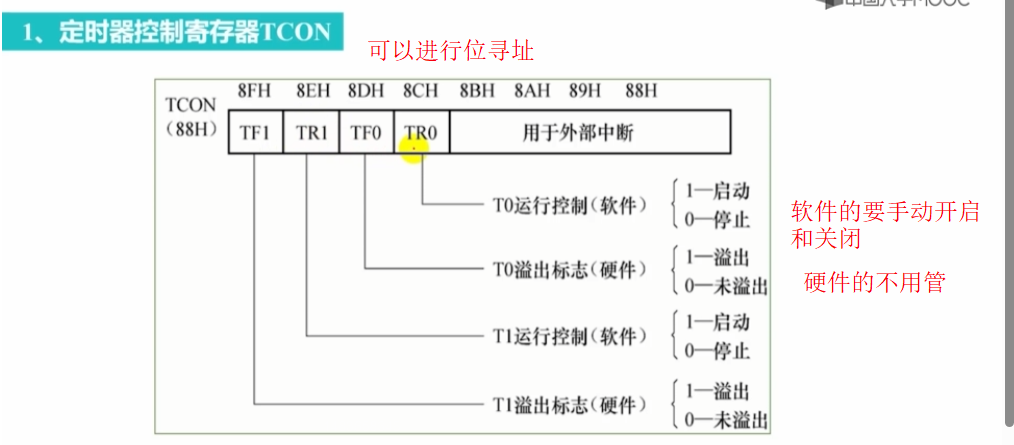 1、定时器控制寄存器TCON
可以进行位寻址
8FH 8EH 8DH 8CH 8BH 8AH 89H 88H
TCON
(88H)
TF1 TR1 TF0 TR0 用于外部中断
T0运行控制(软件) 1—启动
0—停止
软件的要手动开启
和关闭
T0溢出标志(硬件) 1—溢出
0—未溢出
硬件的不用管
T1运行控制(软件) 1—启动
0—停止
T1溢出标志(硬件) 1—溢出
0—未溢出